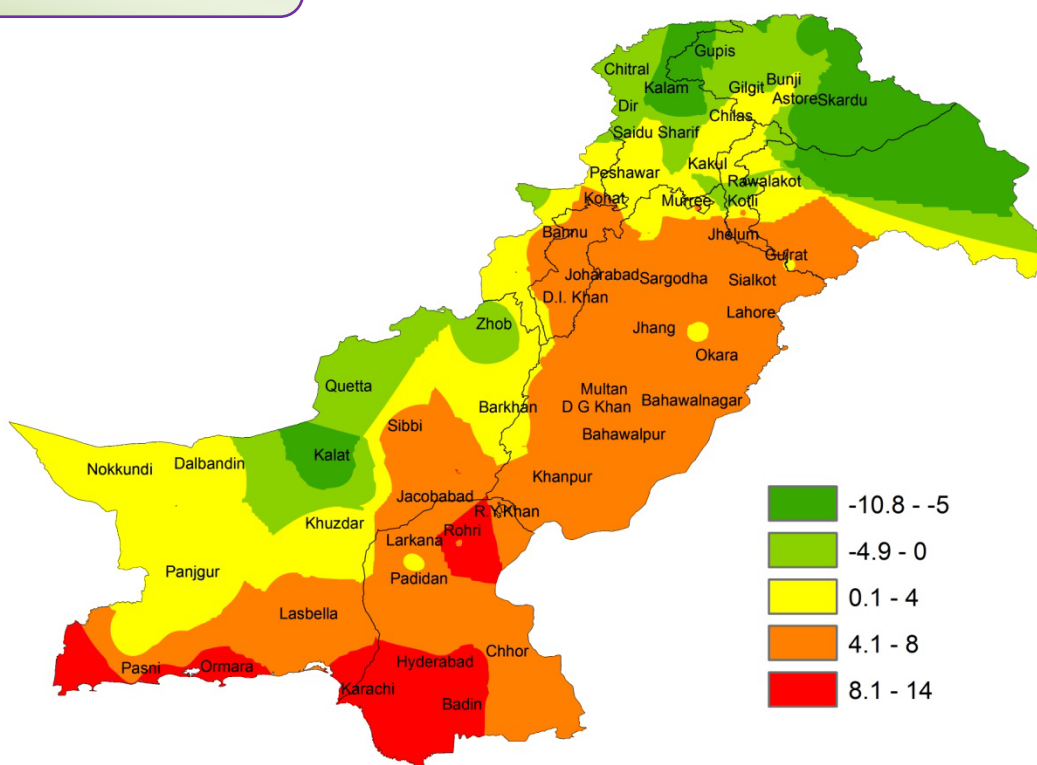 Gupis
Chitral
Kalam
Bunji
Gilgit
Astore
Skardu
Dir
Chilas
Saidu Sharif
Kakul
Peshawar
Rawalakot
Kohat
Murree
Kotli
Bannu
Jhelum
Gujrat
Joharabad
Sargodha
Sialkot
D.I. Khan
Lahore
Zhob
Jhang
Okara
Quetta
Multan
Barkhan
D G Khan
Bahawalnagar
Sibbi
Bahawalpur
Kalat
Dalbandin
Nokkundi
Khanpur
Jacobabad
R.Y.Khan
Khuzdar
Rohri
Larkana
Panjgur
Padidan
Lasbella
Chhor
Pasni
Ormara
Hyderabad
Karachi
Badin
-10.8 - -5
-4.9 - 0
0.1 - 4
4.1 - 8
8.1 - 14